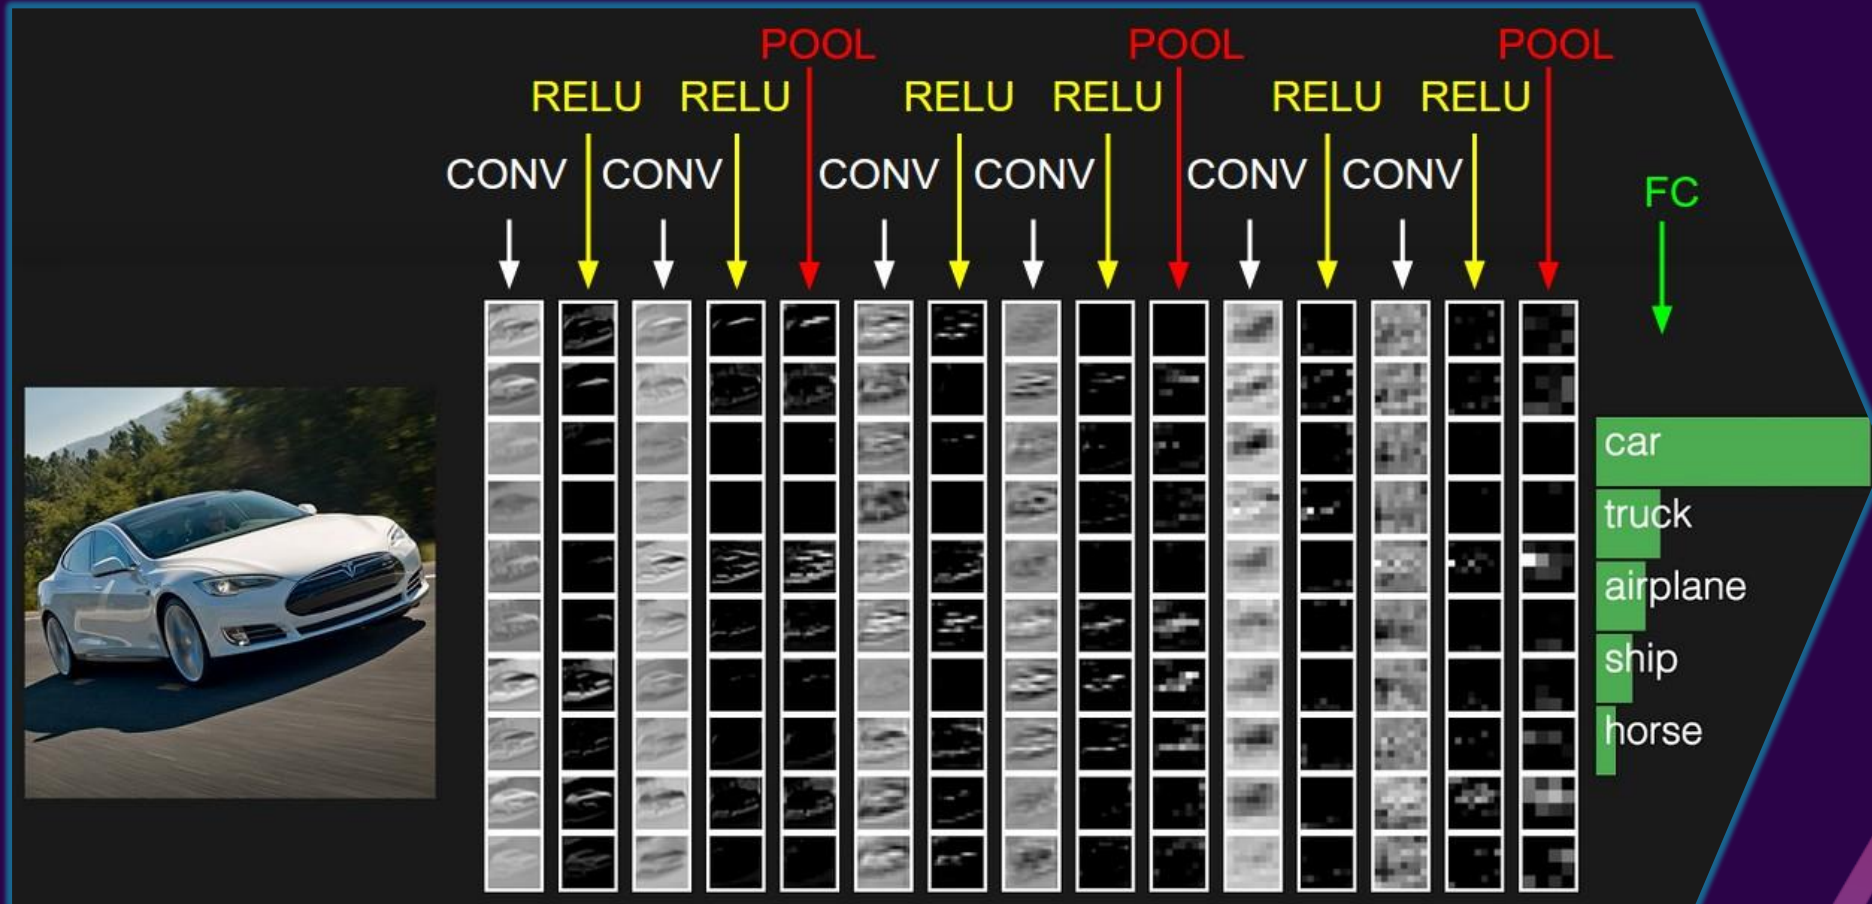 POOL POOL POOL
RELU RELU RELU RELU RELU RELU
CONV CONV CONV CONV CONV CONV
FC
car
truck
airplane
ship
horse